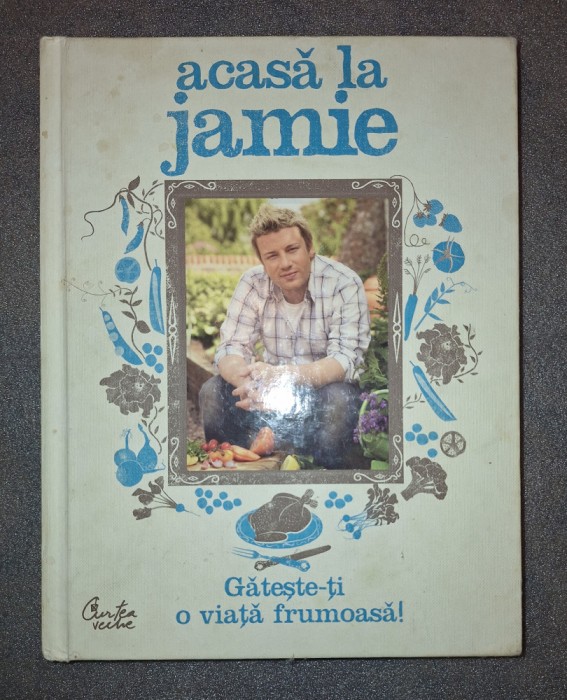 acasă la
jamie
Gătește-ți
o viață frumoasă!
Curtea
veche